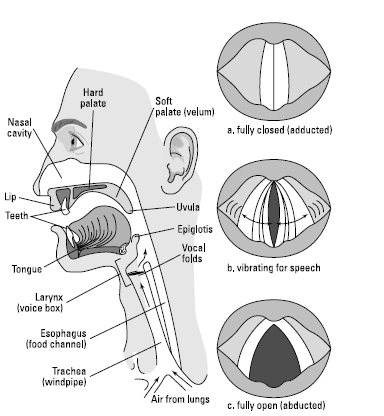 Hard
palate
Soft
palate (velum)
Nasal
cavity
Lip
Teeth
Uvula
Epiglotis
Vocal
folds
Tongue
Larynx
(voice box)
Esophagus
(food channel)
Trachea
(windpipe)
Air from lungs
a. fully closed (adducted)
b. vibrating for speech
c. fully open (abducted)